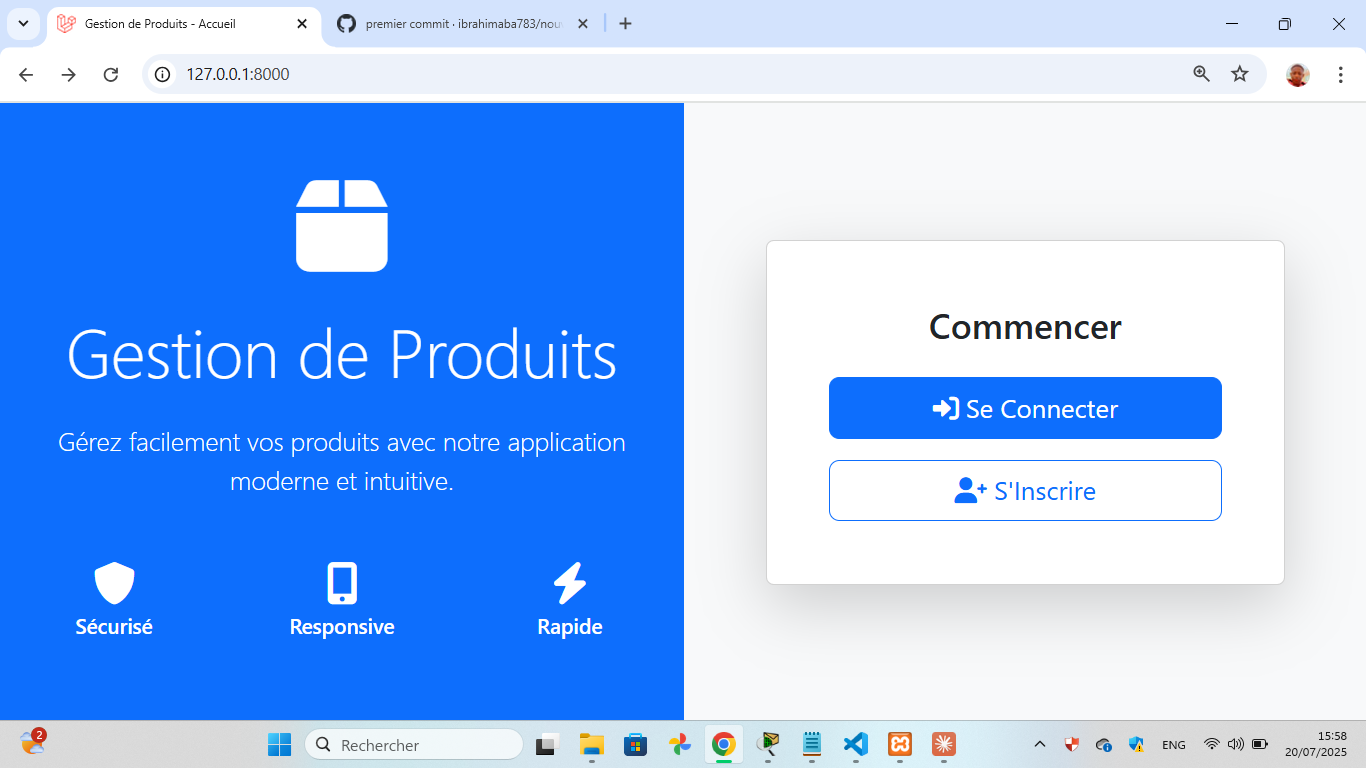 Gestion de Produits - Accueil
premier commit · ibrahimaba783/nou
127.0.0.1:8000
Gestion de Produits
Gérez facilement vos produits avec notre application
moderne et intuitive.
Sécurisé
Responsive
Rapide
Commencer
Se Connecter
S'Inscrire
2
Rechercher
ENG
15:58
20/07/2025